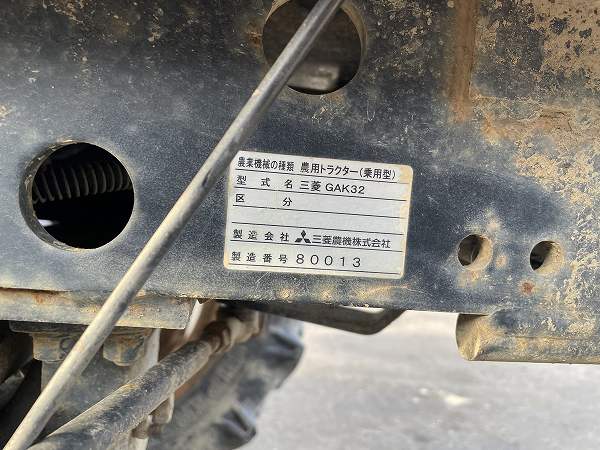 農業機械の種類 農用トラクター(乗用型)
型式名 三菱 GAK32
区分
製造会社 三菱農機株式会社
製造番号 80013